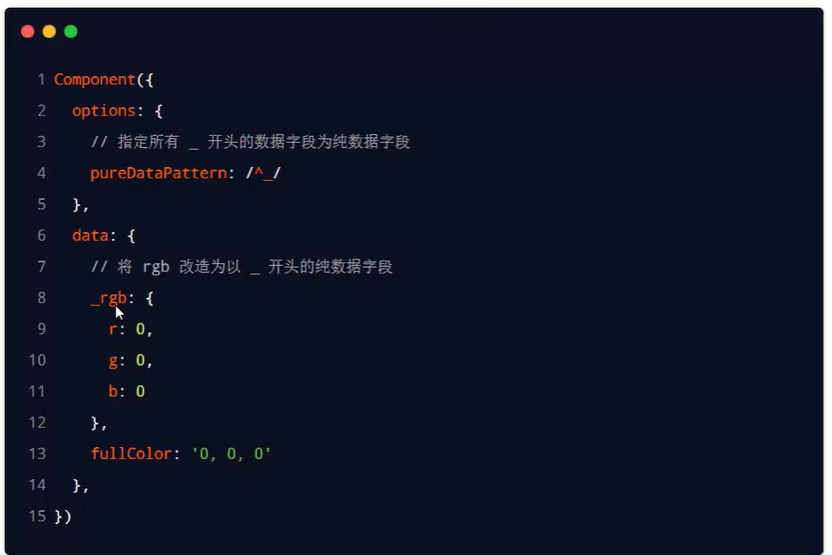 1 Component({
2   options: {
3     // 指定所有 _ 开头的数据字段为纯数据字段
4     pureDataPattern: /^_/
5   },
6   data: {
7     // 将 rgb 改造为以 _ 开头的纯数据字段
8     _rgb: {
9       r: 0,
10       g: 0,
11       b: 0
12     },
13     fullColor: '0, 0, 0'
14   },
15 })